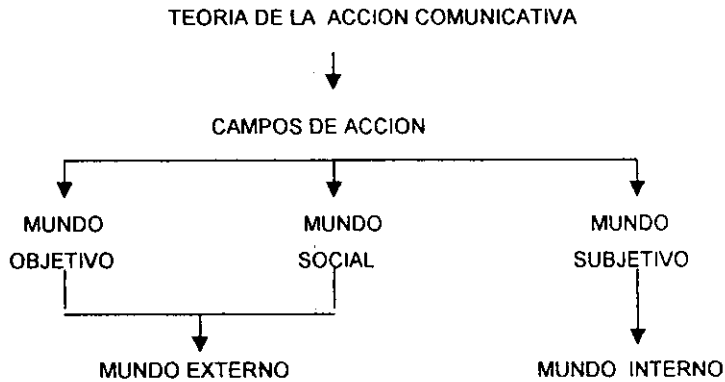 TEORIA DE LA ACCION COMUNICATIVA
CAMPOS DE ACCION
MUNDO OBJETIVO
MUNDO SOCIAL
MUNDO SUBJETIVO
MUNDO EXTERNO
MUNDO INTERNO